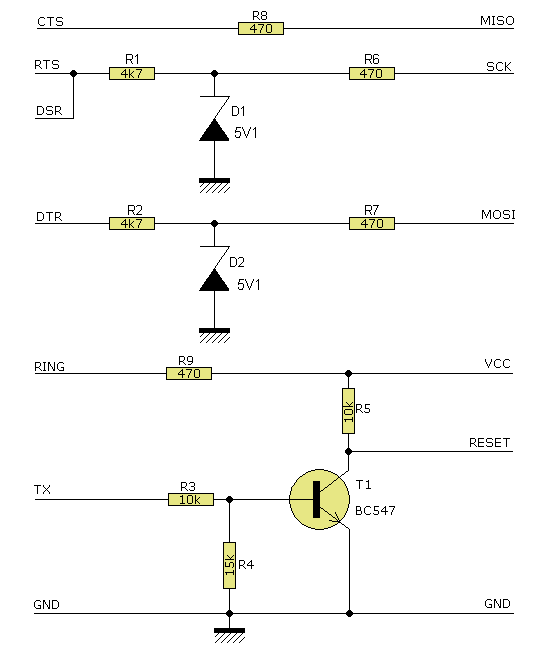 CTS R8 MISO
470
RTS R1 R6 SCK
4k7 470
DSR D1
5V1
DTR R2 R7 MOSI
4k7 470
D2
5V1
RING R9 VCC
470
10k R5
RESET
TX R3 T1
10k BC547
15k R4
GND GND